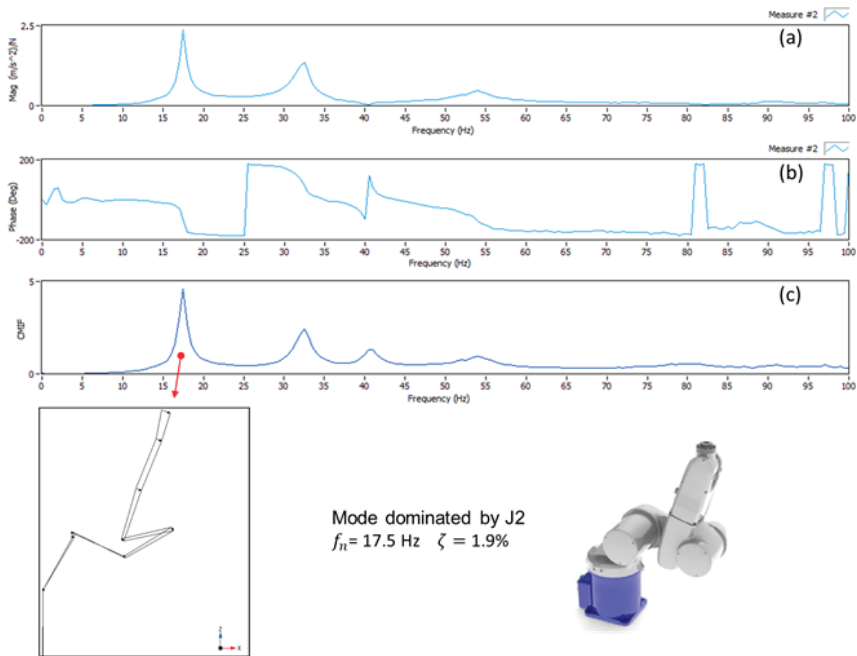 Measure #2
(a)
2.5
Mag (m/s^2)/N
0
0 5 10 15 20 25 30 35 40 45 50 55 60 65 70 75 80 85 90 95 100
Frequency (Hz)
Measure #2
(b)
200
Phase (Deg)
-200
0 5 10 15 20 25 30 35 40 45 50 55 60 65 70 75 80 85 90 95 100
Frequency (Hz)
(c)
5
CMIF
0
0 5 10 15 20 25 30 35 40 45 50 55 60 65 70 75 80 85 90 95 100
Frequency (Hz)
Mode dominated by J2
fₙ= 17.5 Hz ζ = 1.9%
Z
X